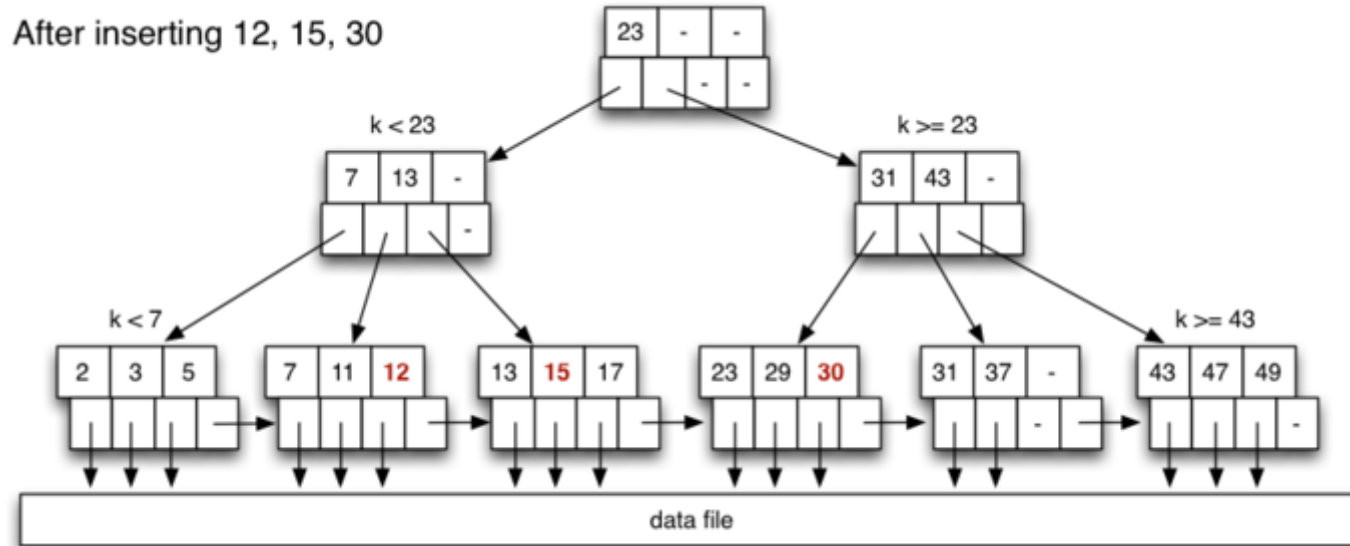 After inserting 12, 15, 30
23 - -
- -
k < 23
k >= 23
7 13 -
-
31 43 -
k < 7
k >= 43
2 3 5
7 11 12
13 15 17
23 29 30
31 37 -
43 47 49
-
-
data file